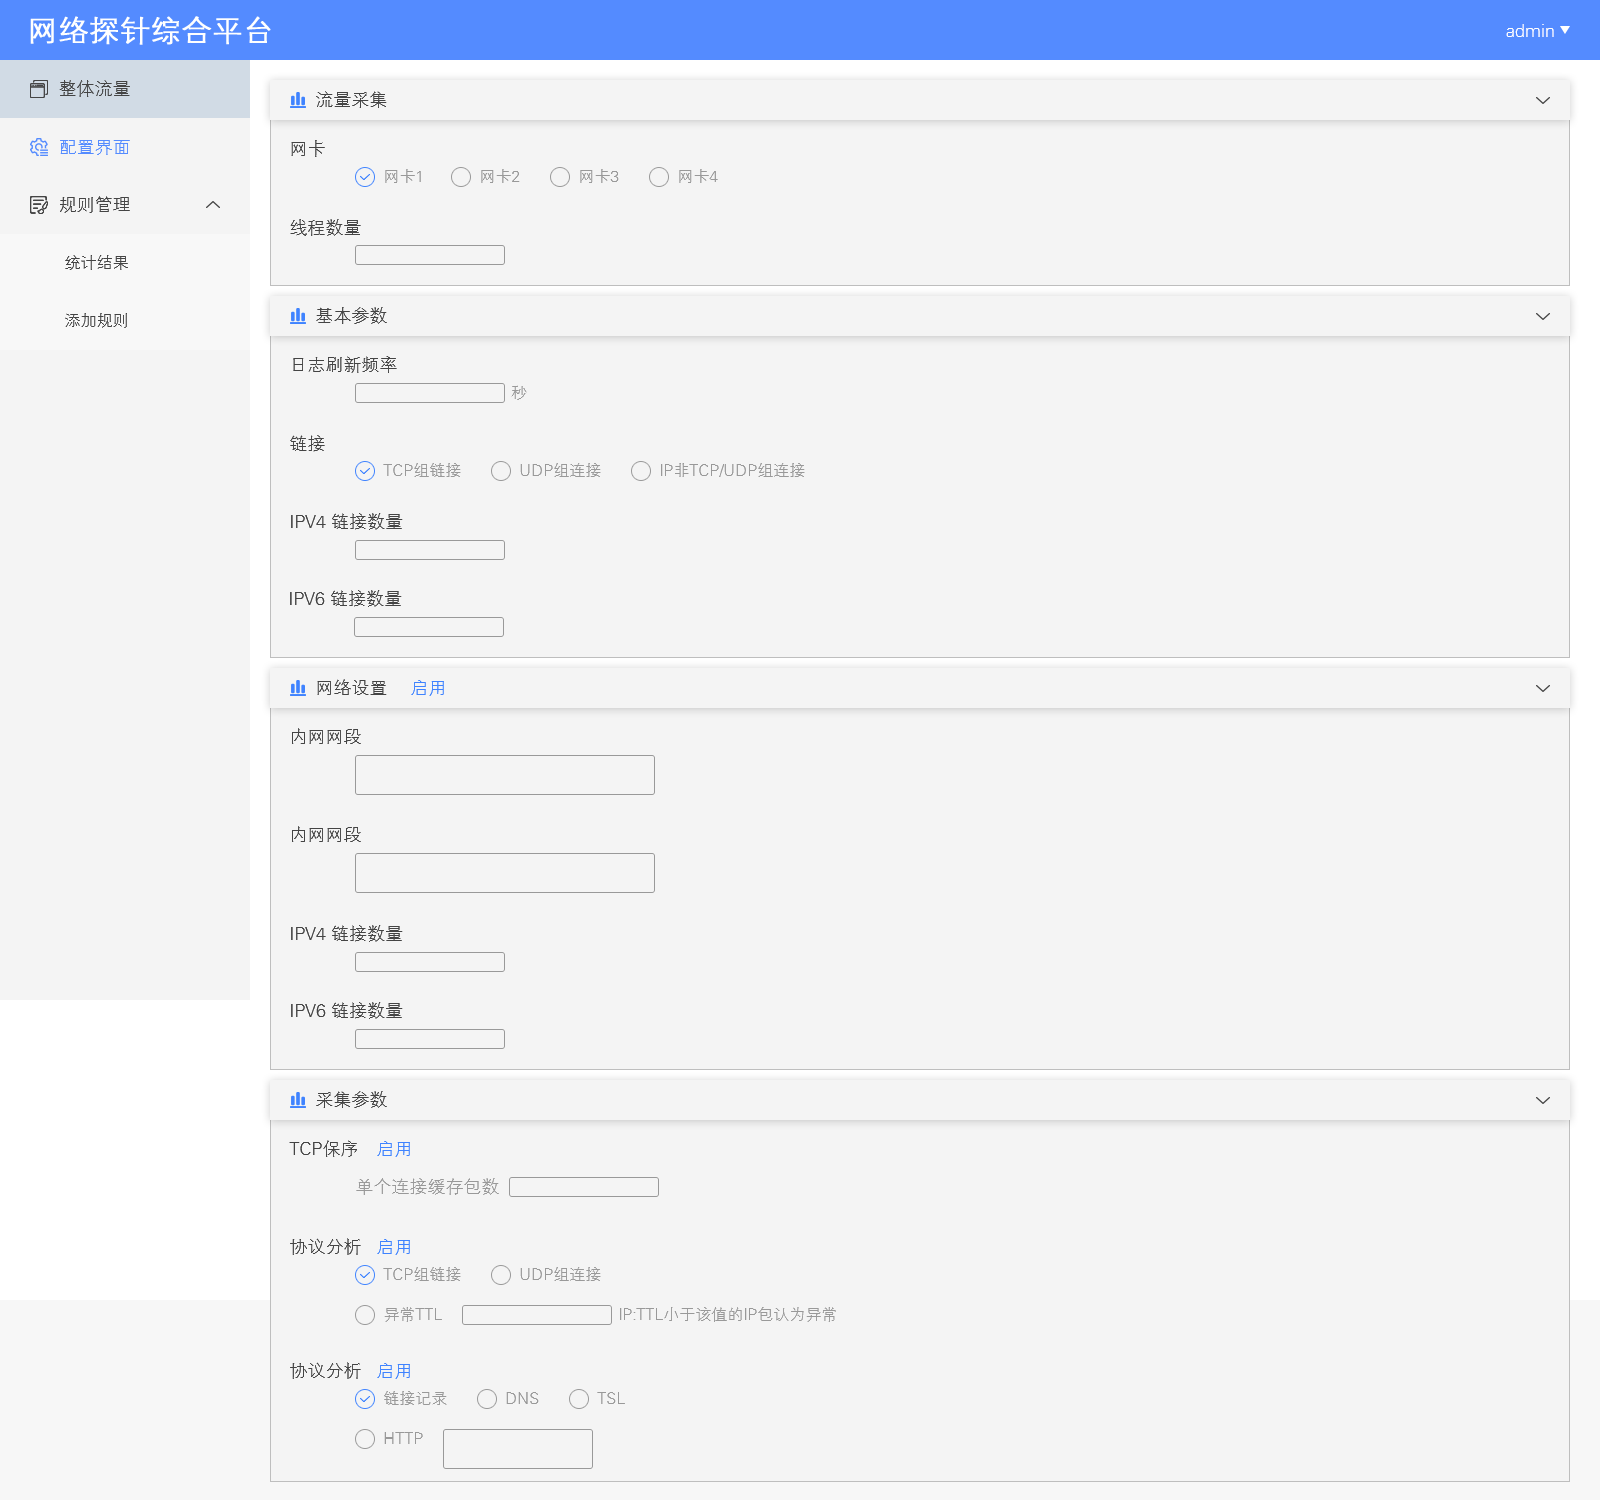 网络探针综合平台
admin
整体流量
配置界面
规则管理
统计结果
添加规则
流量采集
网卡
网卡1 网卡2 网卡3 网卡4
线程数量
基本参数
日志刷新频率
秒
链接
TCP组链接 UDP组连接 IP非TCP/UDP组连接
IPV4 链接数量
IPV6 链接数量
网络设置 启用
内网网段
内网网段
IPV4 链接数量
IPV6 链接数量
采集参数
TCP保序 启用
单个连接缓存包数
协议分析 启用
TCP组链接 UDP组连接
异常TTL IP:TTL小于该值的IP包认为异常
协议分析 启用
链接记录 DNS TSL
HTTP